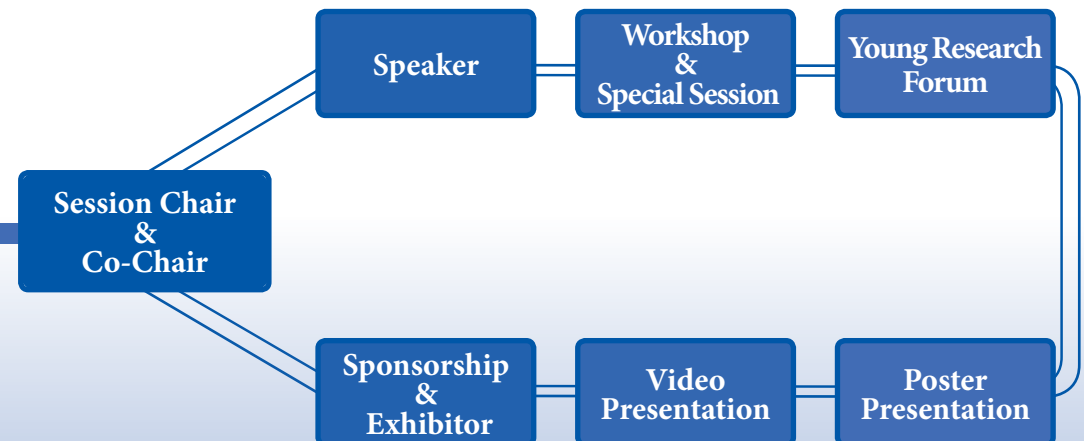 Speaker
Workshop
&
Special Session
Young Research
Forum
Session Chair
&
Co-Chair
Sponsorship
&
Exhibitor
Video
Presentation
Poster
Presentation